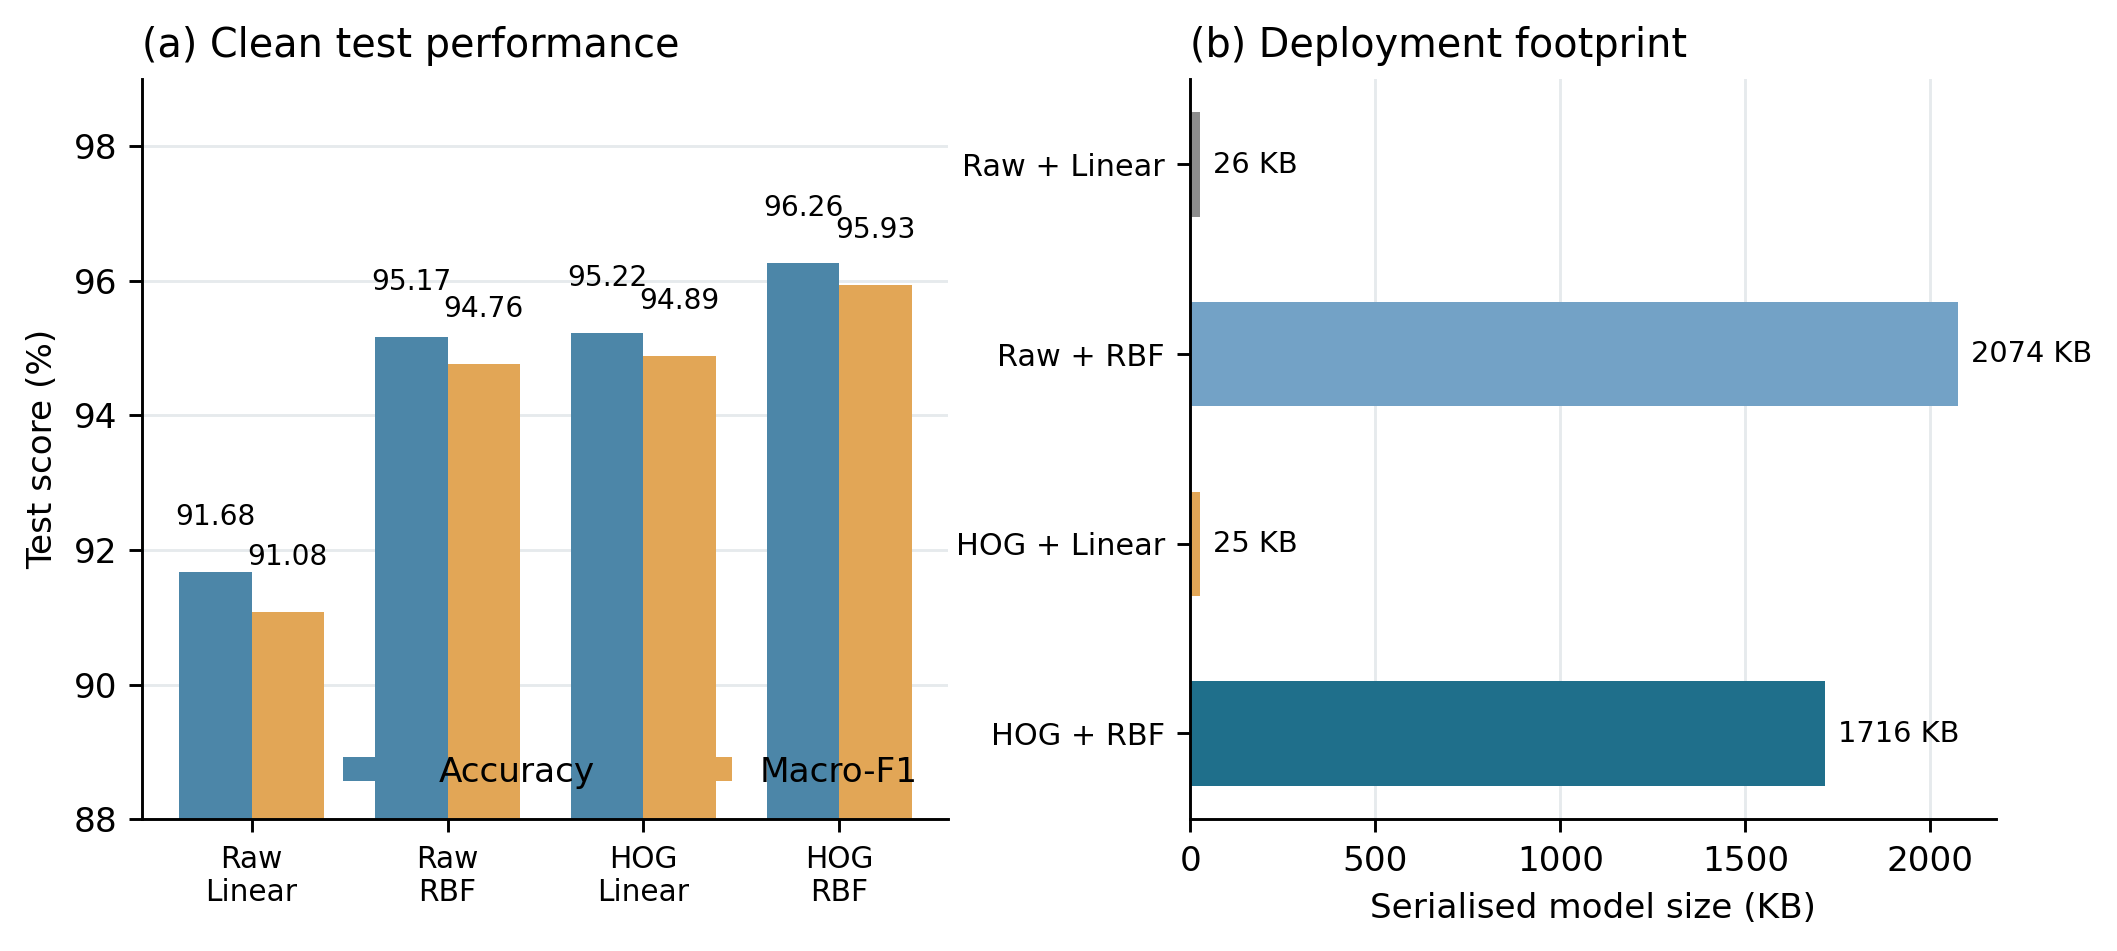 (a) Clean test performance
98
96
94
92
90
88
Test score (%)
91.68
91.08
95.17
94.76
95.22
94.89
96.26
95.93
Accuracy
Macro-F1
Raw
Linear
Raw
RBF
HOG
Linear
HOG
RBF
(b) Deployment footprint
Raw + Linear
26 KB
Raw + RBF
2074 KB
HOG + Linear
25 KB
HOG + RBF
1716 KB
0
500
1000
1500
2000
Serialised model size (KB)